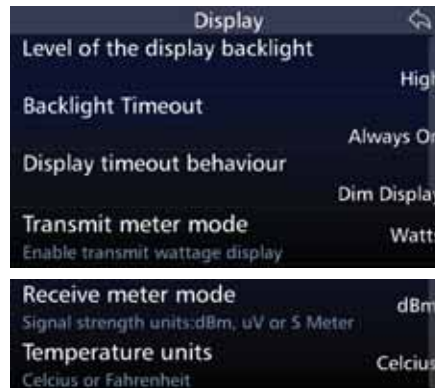 Display
Level of the display backlight
High
Backlight Timeout
Always On
Display timeout behaviour
Dim Display
Transmit meter mode
Watts
Enable transmit wattage display
Receive meter mode
dBm
Signal strength units:dBm, uV or S Meter
Temperature units
Celcius
Celcius or Fahrenheit